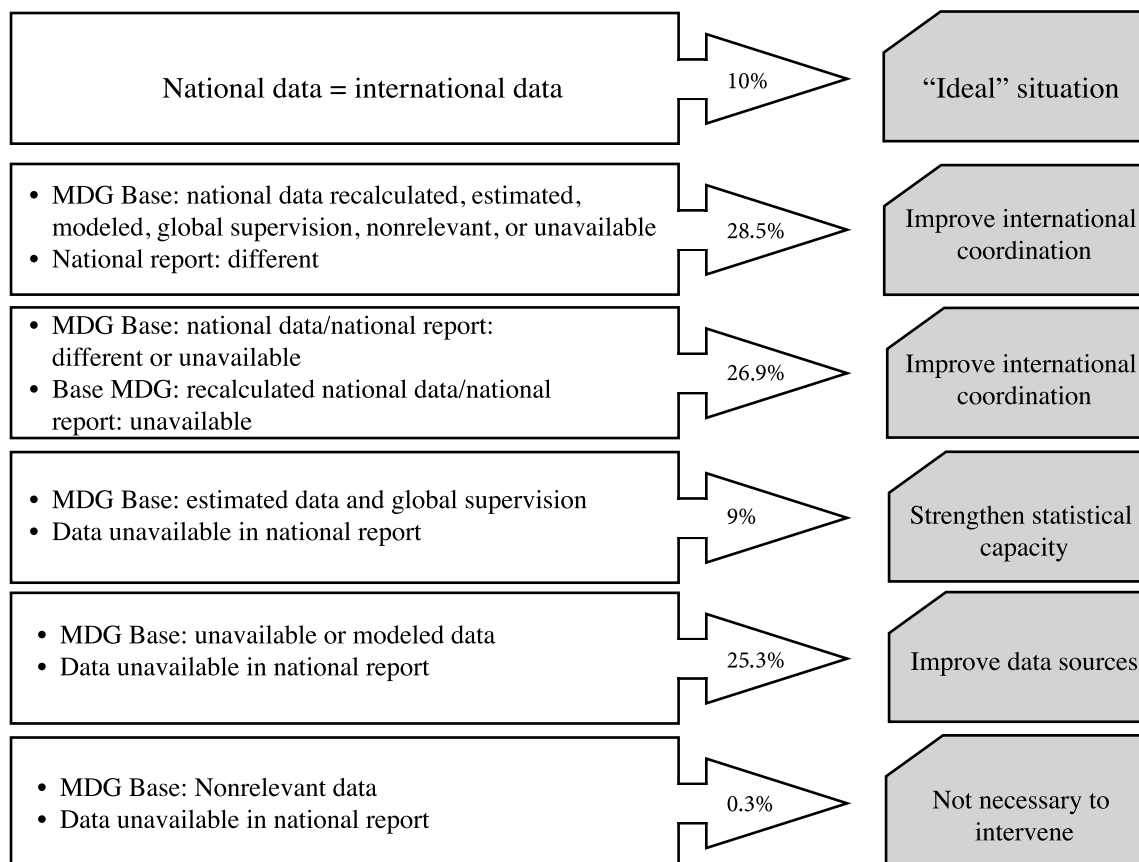 National data = international data
10%
“Ideal” situation
• MDG Base: national data recalculated, estimated,
modeled, global supervision, nonrelevant, or unavailable
• National report: different
28.5%
Improve international
coordination
• MDG Base: national data/national report:
different or unavailable
• Base MDG: recalculated national data/national
report: unavailable
26.9%
Improve international
coordination
• MDG Base: estimated data and global supervision
• Data unavailable in national report
9%
Strengthen statistical
capacity
• MDG Base: unavailable or modeled data
• Data unavailable in national report
25.3%
Improve data sources
• MDG Base: Nonrelevant data
• Data unavailable in national report
0.3%
Not necessary to
intervene